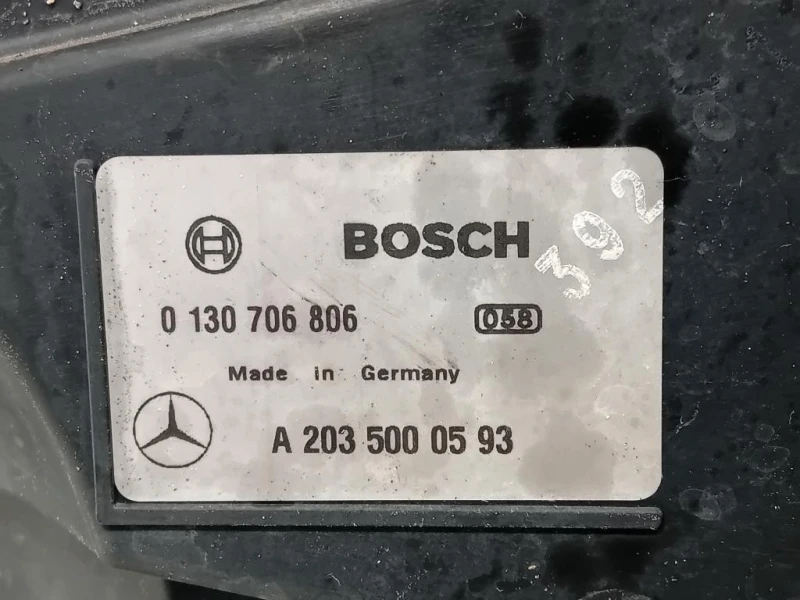 BOSCH
392
0 130 706 806 058
Made in Germany
A 203 500 05 93